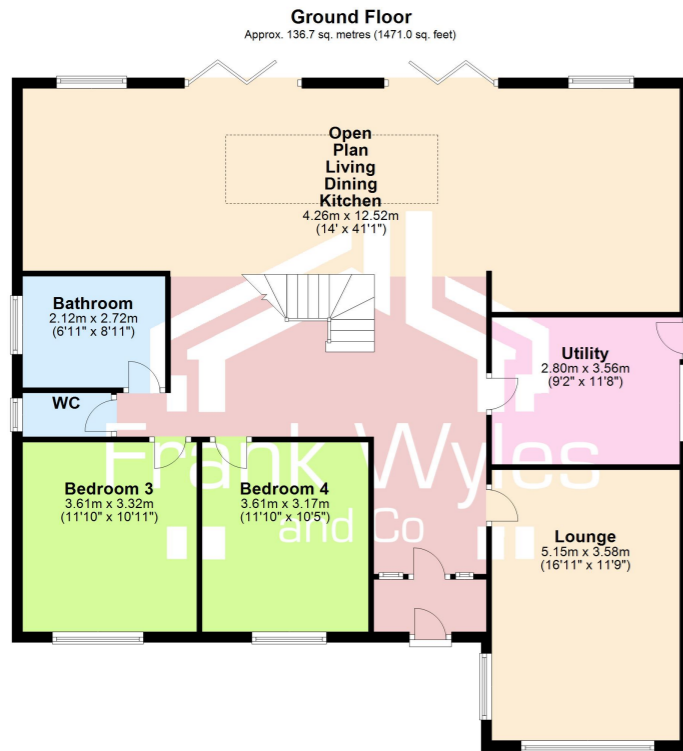 Ground Floor
Approx. 136.7 sq. metres (1471.0 sq. feet)
Open
Plan
Living
Dining
Kitchen
4.26m x 12.52m
(14' x 41'1")
Bathroom
2.12m x 2.72m
(6'11" x 8'11")
Utility
2.80m x 3.56m
(9'2" x 11'8")
WC
Frank Wyles
and Co
Bedroom 3
3.61m x 3.32m
(11'10" x 10'11")
Bedroom 4
3.61m x 3.17m
(11'10" x 10'5")
Lounge
5.15m x 3.58m
(16'11" x 11'9")